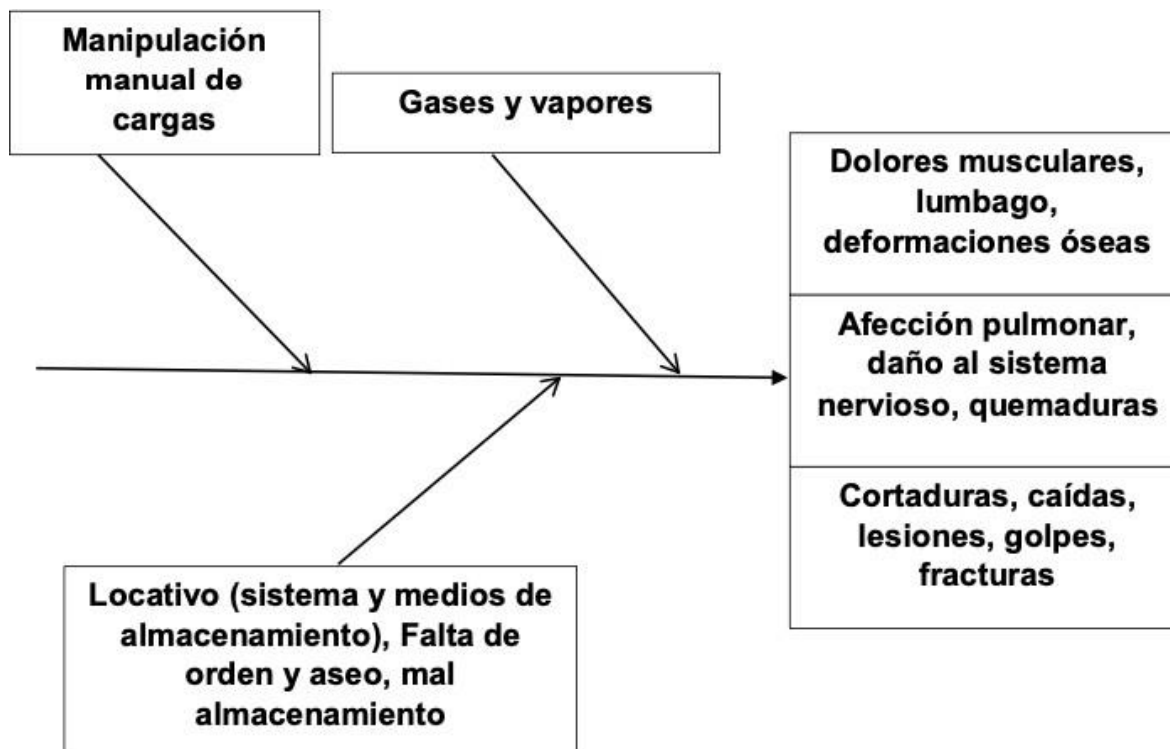 Manipulación
manual de
cargas
Gases y vapores
Dolores musculares,
lumbago,
deformaciones óseas
Afección pulmonar,
daño al sistema
nervioso, quemaduras
Cortaduras, caídas,
lesiones, golpes,
fracturas
Locativo (sistema y medios de
almacenamiento), Falta de
orden y aseo, mal
almacenamiento